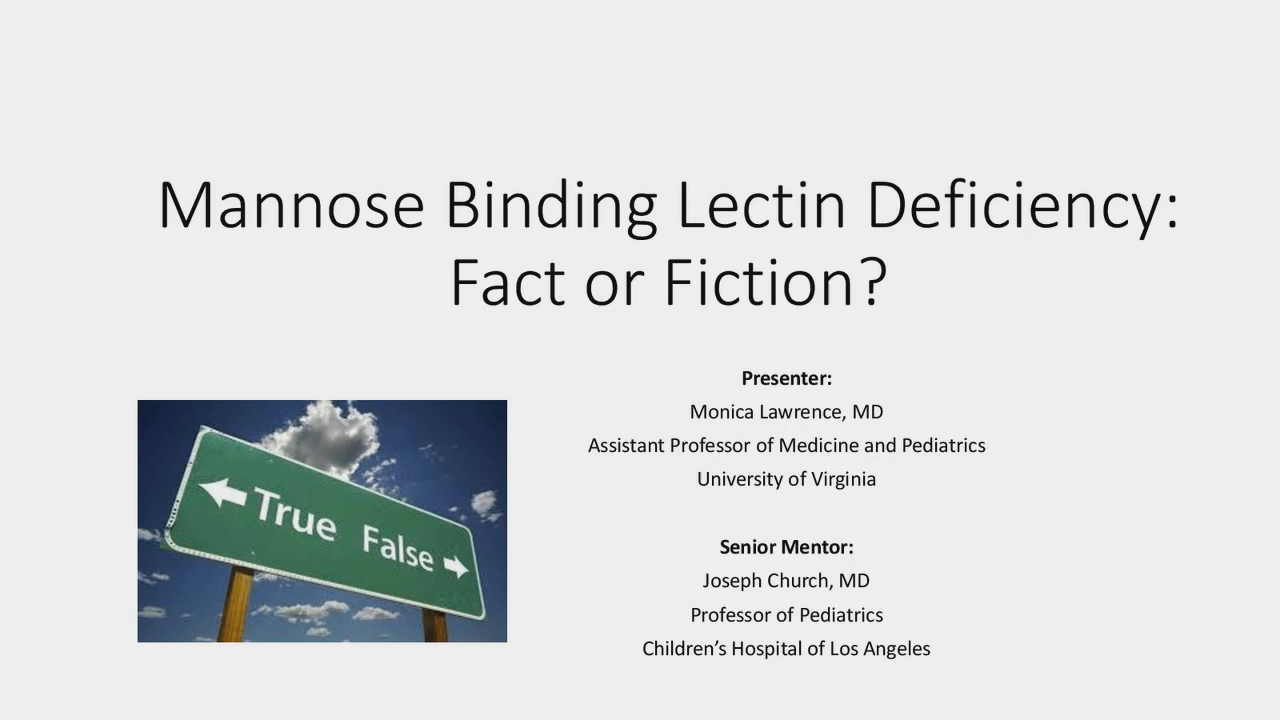 Mannose Binding Lectin Deficiency:
Fact or Fiction?
Presenter:
Monica Lawrence, MD
Assistant Professor of Medicine and Pediatrics
University of Virginia
Senior Mentor:
Joseph Church, MD
Professor of Pediatrics
Children’s Hospital of Los Angeles
True False